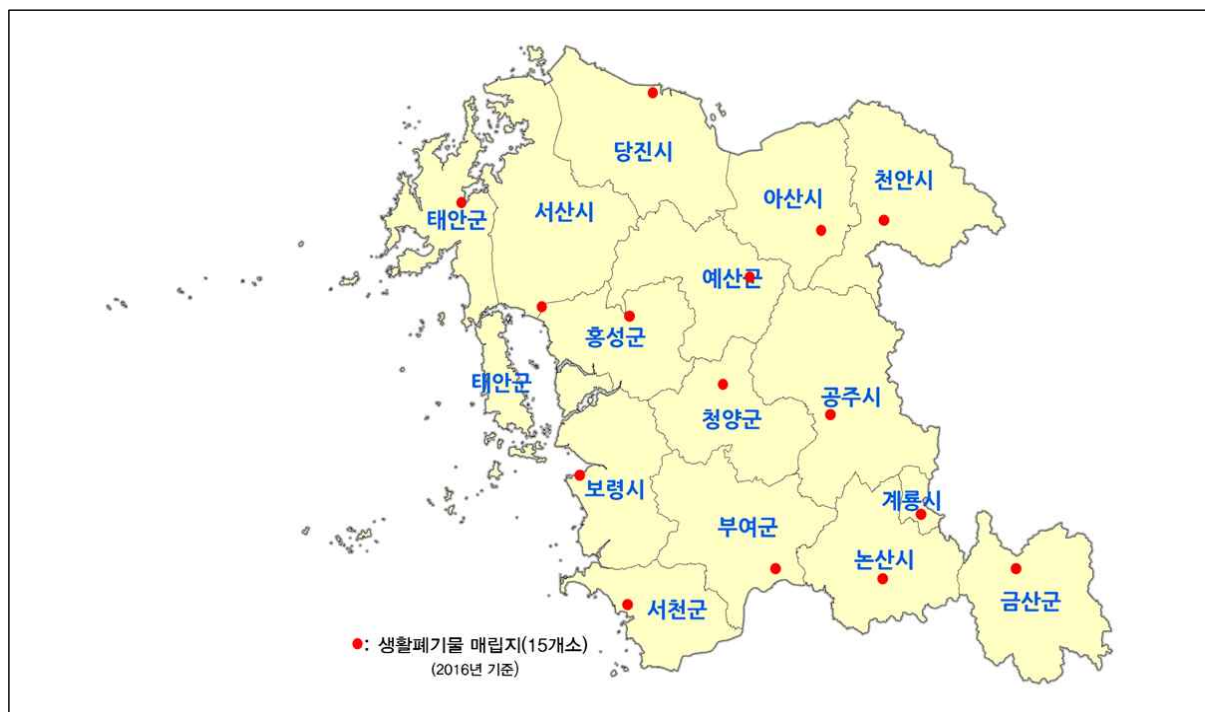 당진시
천안시
아산시
서산시
태안군
예산군
홍성군
태안군
공주시
청양군
보령시
계룡시
부여군
논산시
금산군
서천군
●: 생활폐기물 매립지(15개소)
(2016년 기준)